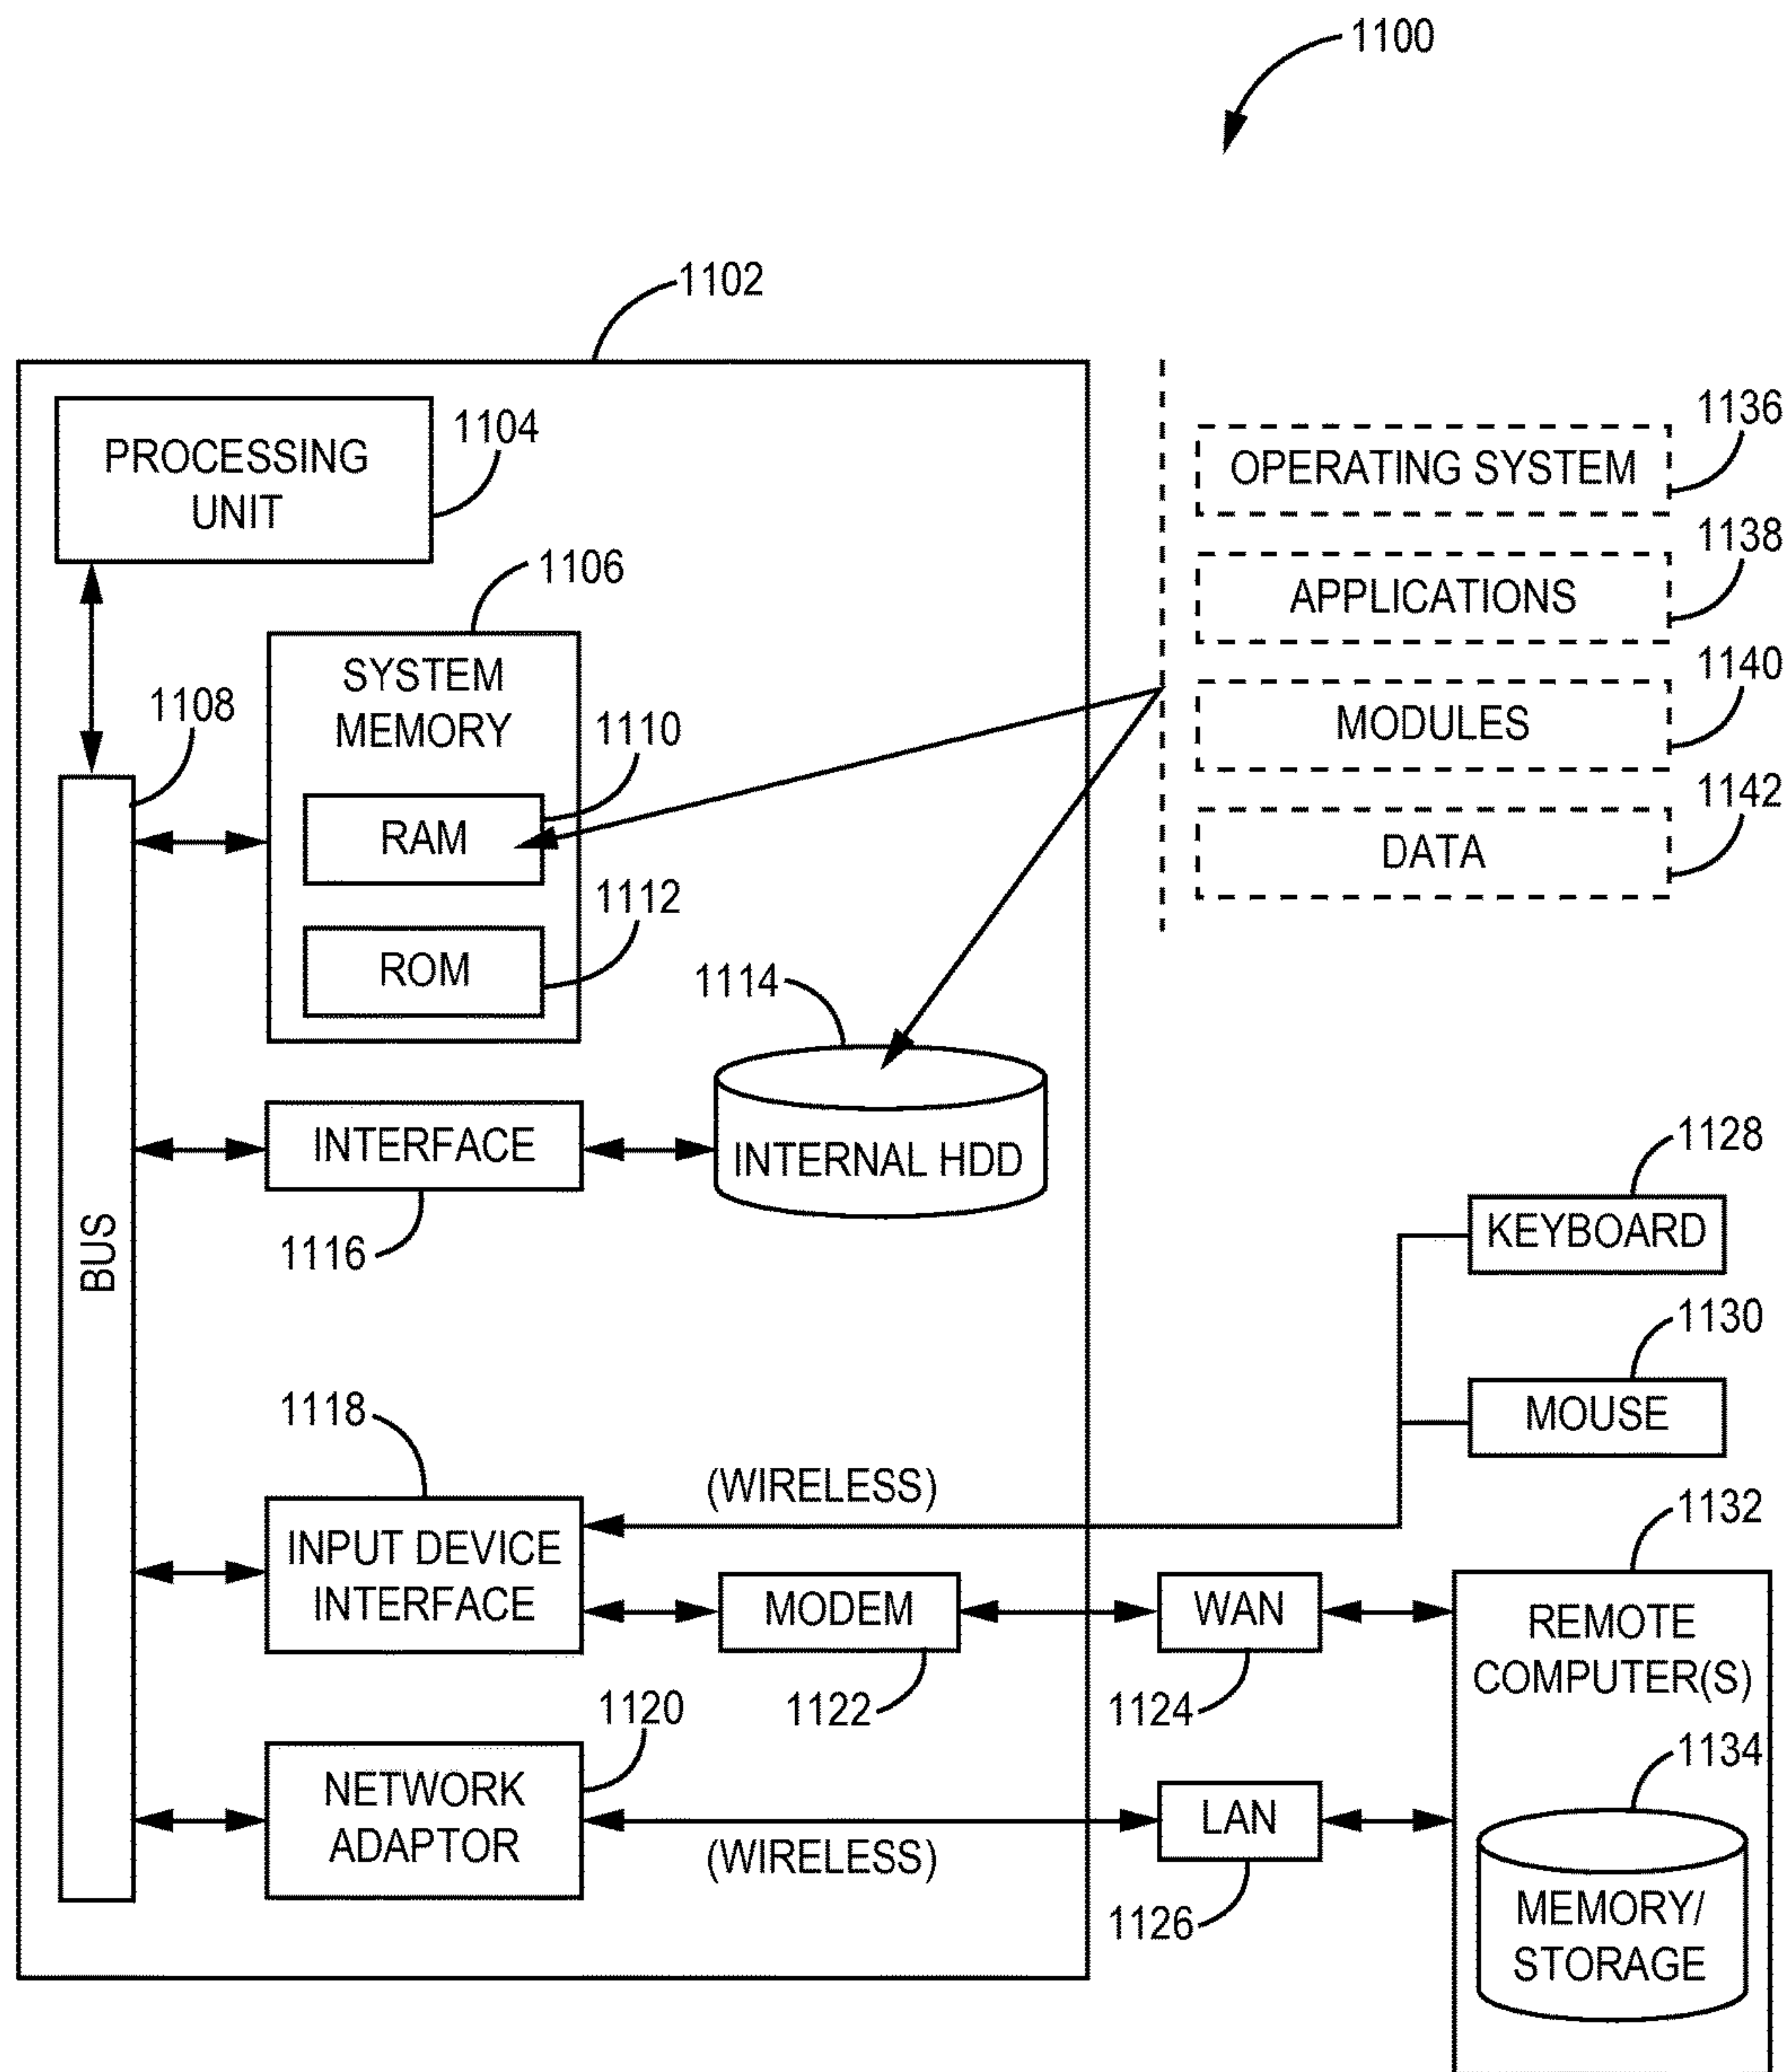 1100
1102
PROCESSING
UNIT
1104
1106
SYSTEM
MEMORY
1108
1110
RAM
1112
ROM
1114
INTERNAL HDD
INTERFACE
1116
BUS
1118
(WIRELESS)
INPUT DEVICE
INTERFACE
MODEM
1122
1120
NETWORK
ADAPTOR
(WIRELESS)
1136
OPERATING SYSTEM
1138
APPLICATIONS
1140
MODULES
1142
DATA
1128
KEYBOARD
1130
MOUSE
1132
WAN
1124
REMOTE
COMPUTER(S)
LAN
1126
1134
MEMORY/
STORAGE